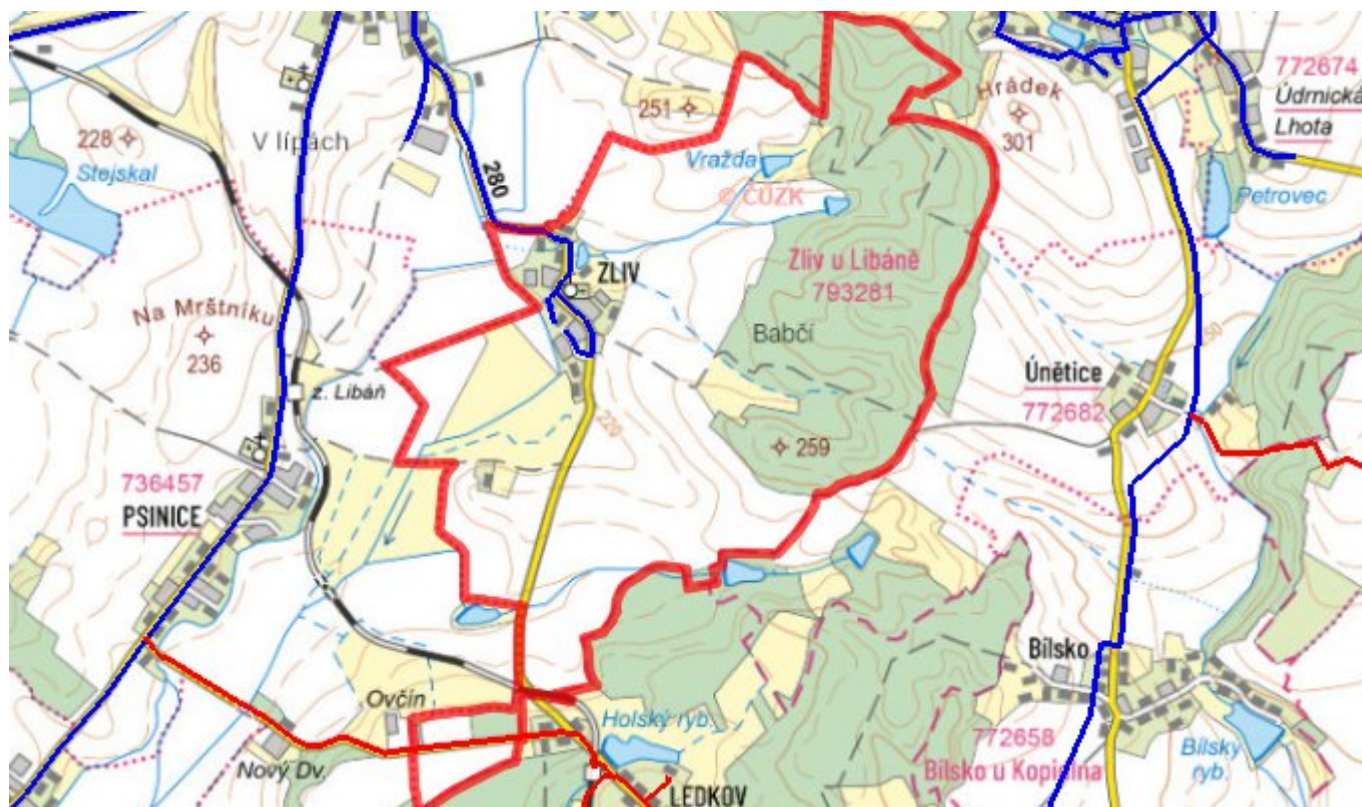 772674
Údrnická
Lhota
Hrádek
301
251
228
V lípách
Vražda
Stejskal
280
© ČÚZK
Petrovec
Zliv u Libáně
793281
ZLIV
Na Mrštníku
236
Babčí
Únětice
z. Libáň
772682
220
259
736457
PSINICE
Bílsko
Ovčín
Holský ryb.
772658
Bílsko u Kopidlna
Bílský
ryb.
Nový Dv.
LEDKOV